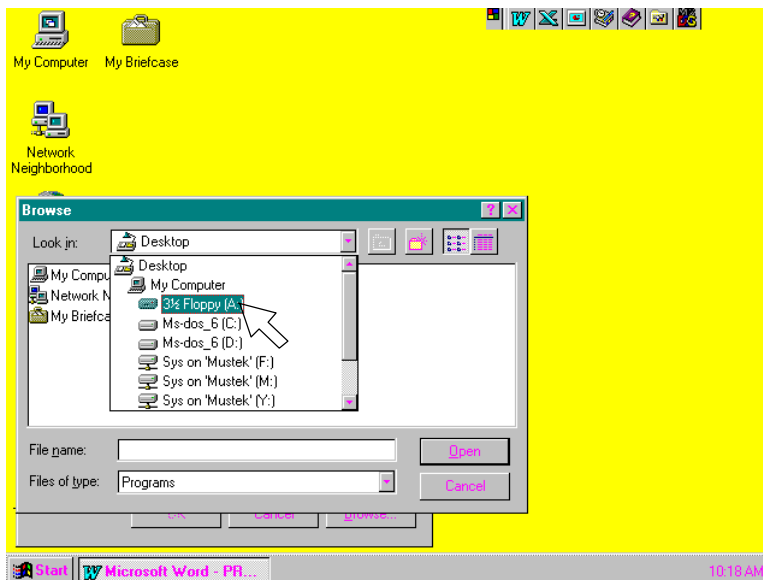 My Computer
My Briefcase
Network
Neighborhood
Browse
Look in:
Desktop
My Compu
Network N
My Briefca
Desktop
My Computer
3½ Floppy (A:)
Ms-dos_6 (C:)
Ms-dos_6 (D:)
Sys on 'Mustek' (F:)
Sys on 'Mustek' (M:)
Sys on 'Mustek' (Y:)
File name:
Open
Files of type:
Programs
Cancel
Cancel
Browse...
Start
Microsoft Word - PR...
10:18 AM